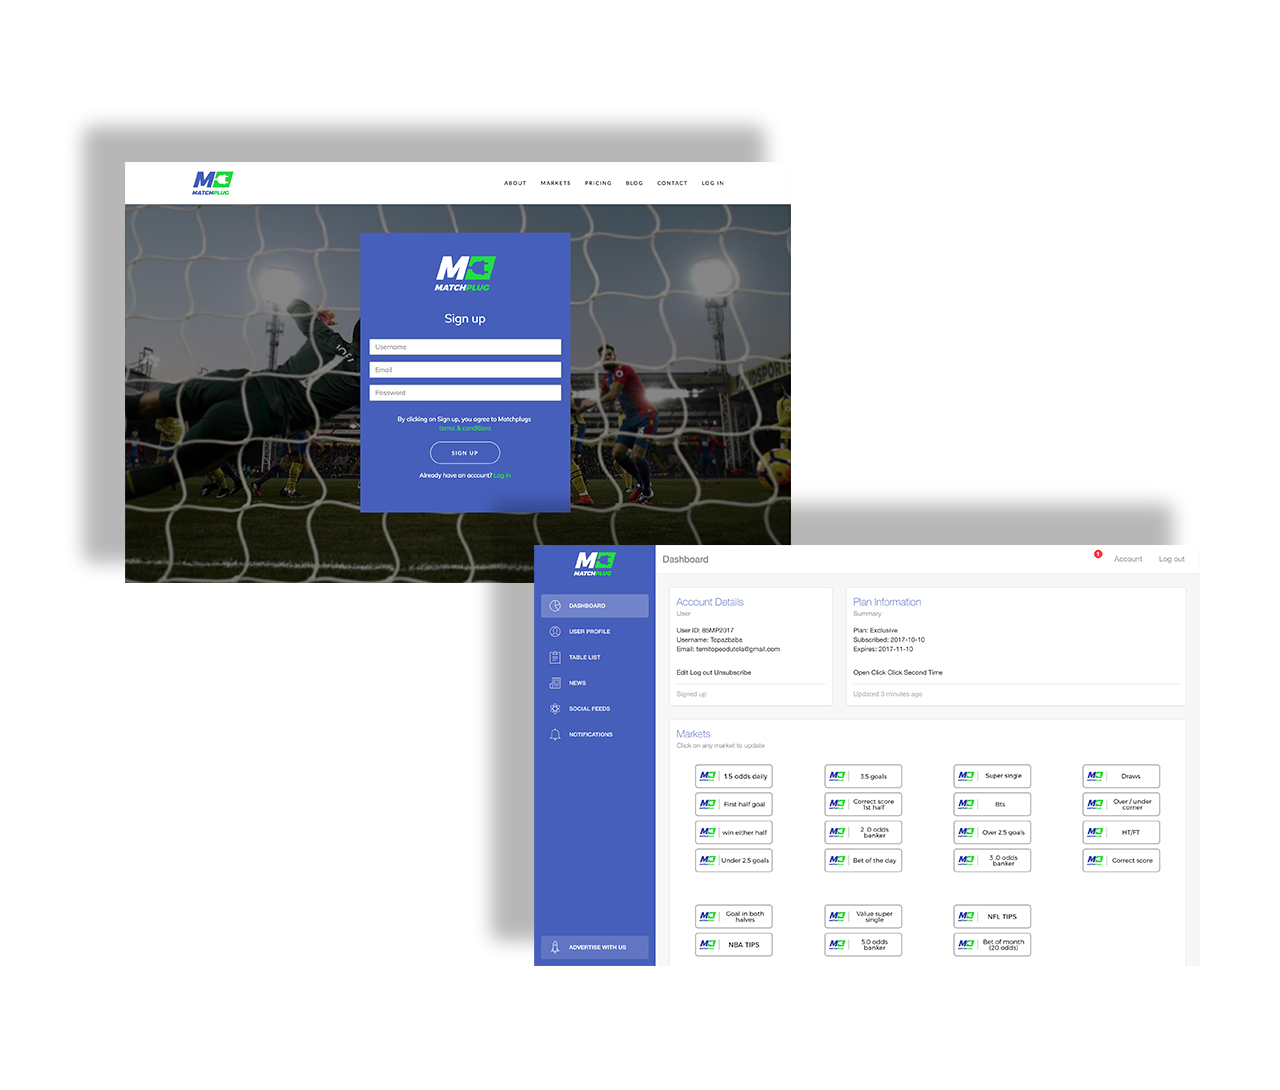 MATCHPLUG
ABOUT MARKETS PRICING BLOG CONTACT LOG IN
MATCHPLUG
Sign up
Username
Email
Password
By clicking on Sign up, you agree to Matchplugs
terms & conditions
SIGN UP
Already have an account? Log in
MATCHPLUG
DASHBOARD
USER PROFILE
TABLE LIST
NEWS
SOCIAL FEEDS
NOTIFICATIONS
ADVERTISE WITH US
Dashboard
1
Account
Log out
Account Details
User
User ID: 85MP2017
Username: Topazbaba
Email: temitopeodutola@gmail.com
Edit Log out Unsubscribe
Signed up
Plan Information
Summary
Plan: Exclusive
Subscribed: 2017-10-10
Expires: 2017-11-10
Open Click Click Second Time
Updated 3 minutes ago
Markets
Click on any market to update
1.5 odds daily
3.5 goals
Super single
Draws
First half goal
Correct score
1st half
Bts
Over / under
corner
win either half
2 .0 odds
banker
Over 2.5 goals
HT/FT
Under 2.5 goals
Bet of the day
3 .0 odds
banker
Correct score
Goal in both
halves
Value super
single
NFL TIPS
NBA TIPS
5.0 odds
banker
Bet of month
(20 odds)